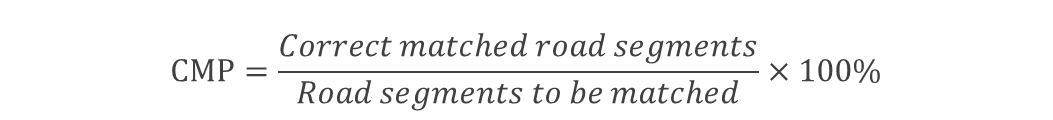 CMP = Correct matched road segments / Road segments to be matched × 100%